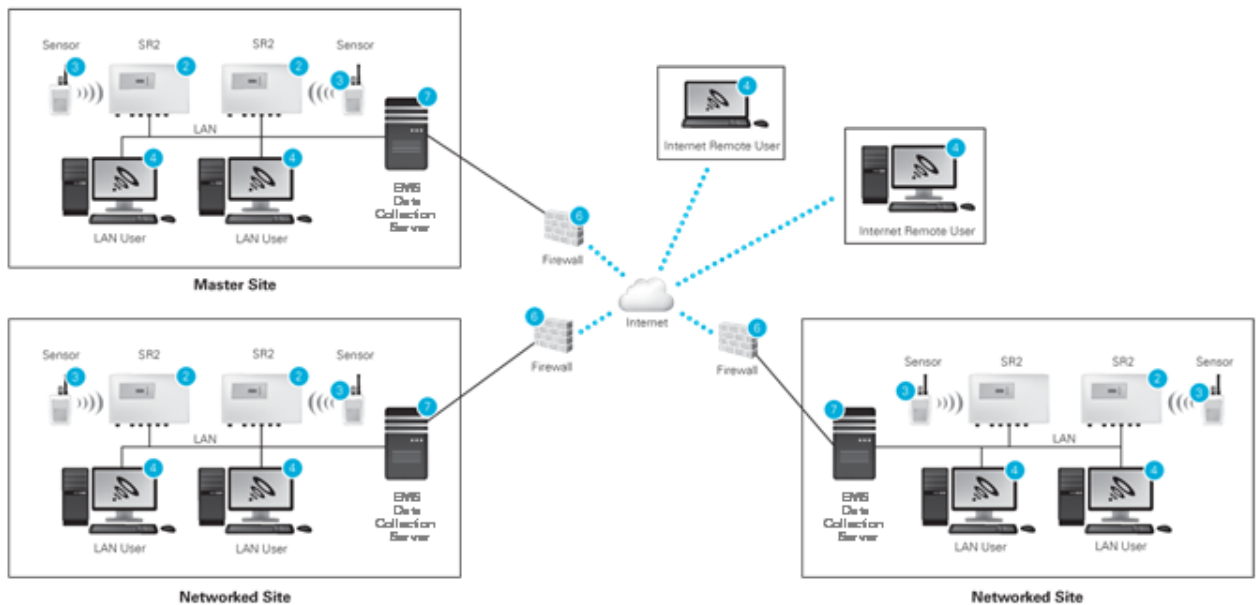 Sensor SR2 SR2 Sensor
3 2 2 3
7
LAN
4 4
EMS
Data
Collection
Server
LAN User LAN User
Master Site
4
Internet Remote User
4
Internet Remote User
6
Firewall
Internet
6
Firewall
6
Firewall
Sensor SR2 SR2 Sensor
3 2 2 3
7
LAN
4 4
EMS
Data
Collection
Server
LAN User LAN User
Networked Site
Sensor SR2 SR2 Sensor
3 2 3
7
LAN
4 4
EMS
Data
Collection
Server
LAN User LAN User
Networked Site